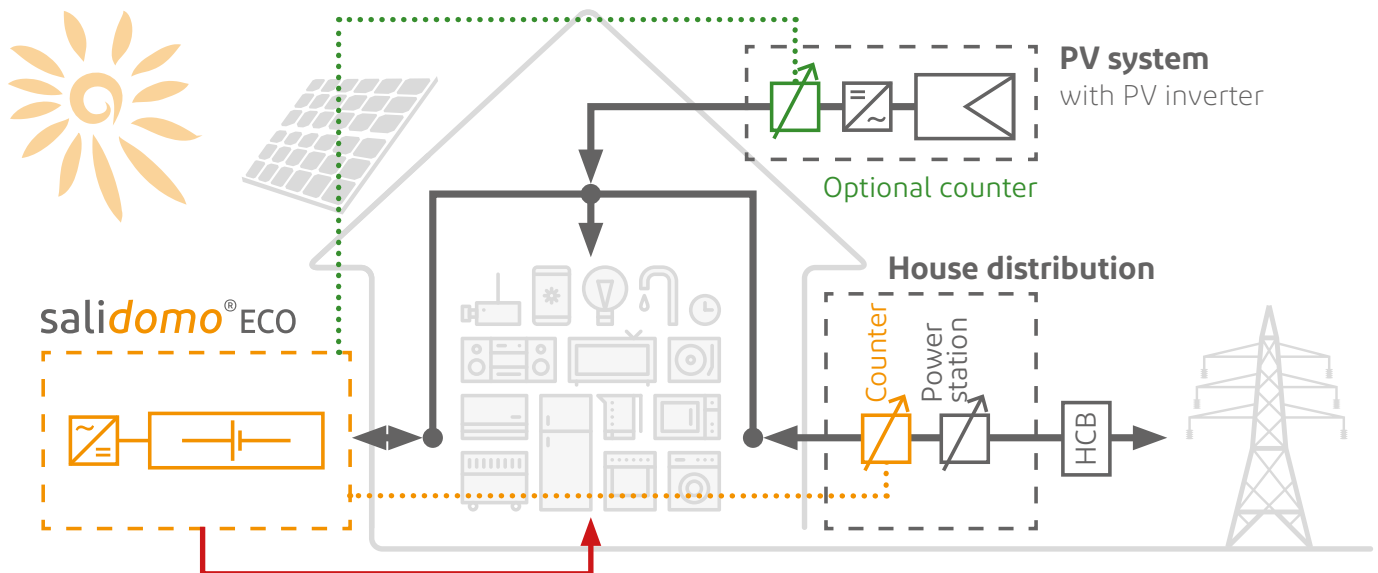 PV system
with PV inverter
Optional counter
House distribution
salidomo® ECO
Counter
Power
station
HCB